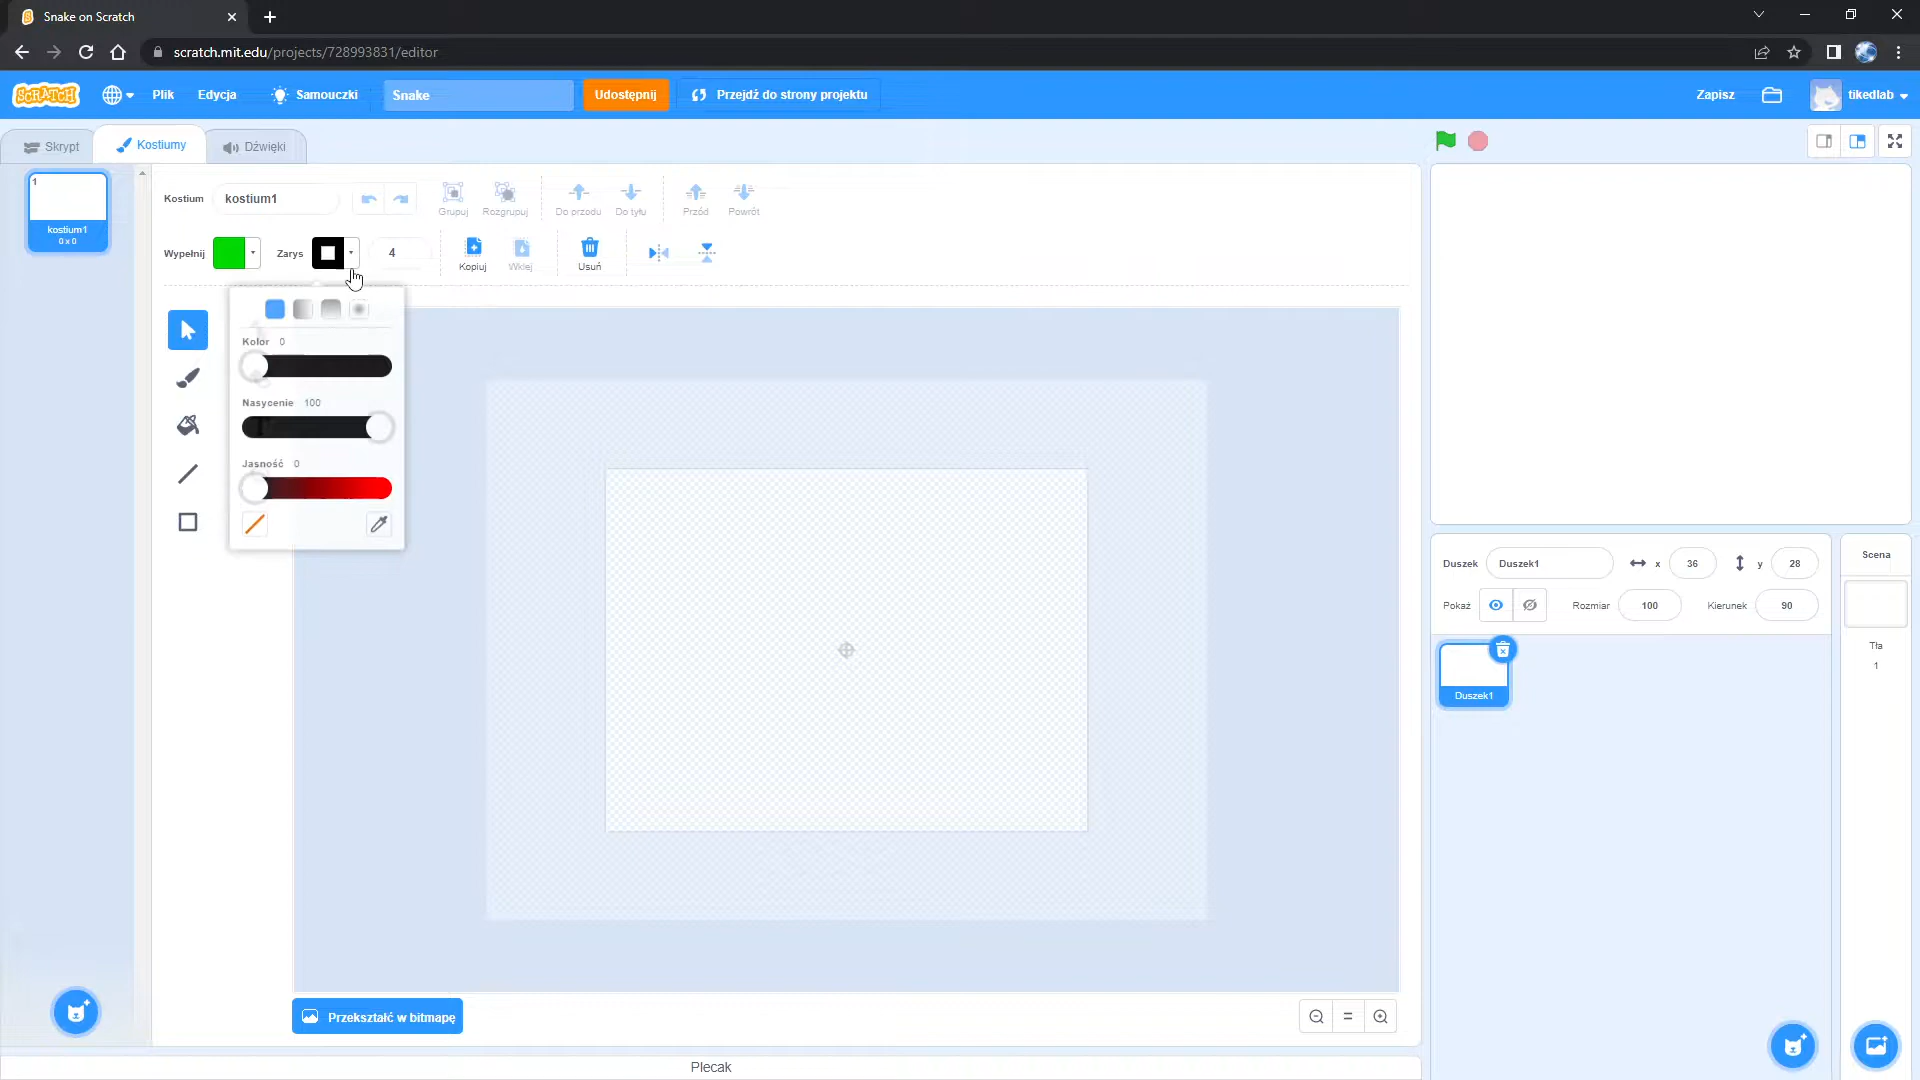 Snake on Scratch
scratch.mit.edu/projects/728993831/editor
SCRATCH
Plik
Edycja
Samouczki
Snake
Udostępnij
Przejdź do strony projektu
Zapisz
tikedlab
Skrypt
Kostiumy
Dźwięki
1
kostium1
0 x 0
Kostium
kostium1
Grupuj
Rozgrupuj
Do przodu
Do tyłu
Przód
Powrót
Wypełnij
Zarys
4
Kopiuj
Wklej
Usuń
Kolor 0
Nasycenie 100
Jasność 0
Przekształć w bitmapę
Plecak
Duszek
Duszek1
x
36
y
28
Pokaż
Rozmiar
100
Kierunek
90
Duszek1
Scena
Tła
1